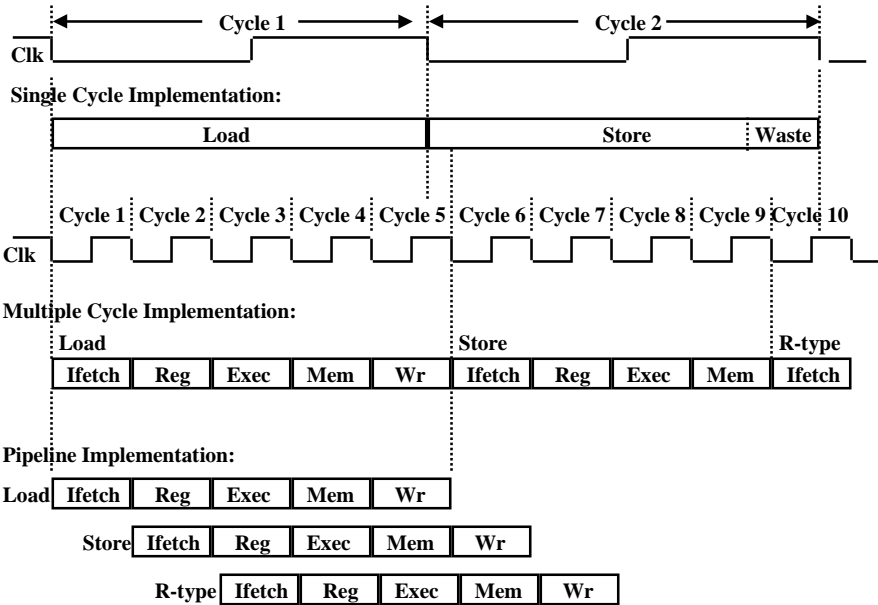 Cycle 1 Cycle 2
Clk
Single Cycle Implementation:
Load Store Waste
Cycle 1 Cycle 2 Cycle 3 Cycle 4 Cycle 5 Cycle 6 Cycle 7 Cycle 8 Cycle 9 Cycle 10
Clk
Multiple Cycle Implementation:
Load Store R-type
Ifetch Reg Exec Mem Wr Ifetch Reg Exec Mem Ifetch
Pipeline Implementation:
Load Ifetch Reg Exec Mem Wr
Store Ifetch Reg Exec Mem Wr
R-type Ifetch Reg Exec Mem Wr